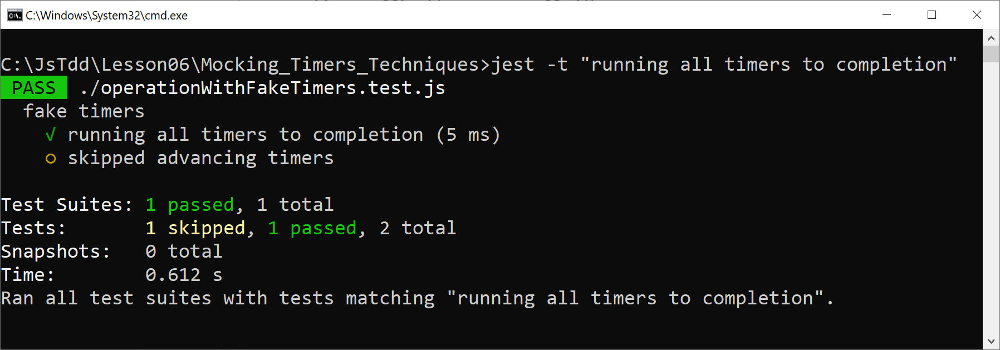 C:\Windows\System32\cmd.exe
C:\JsTdd\Lesson06\Mocking_Timers_Techniques>jest -t "running all timers to completion"
PASS ./operationWithFakeTimers.test.js
fake timers
√ running all timers to completion (5 ms)
○ skipped advancing timers
Test Suites: 1 passed, 1 total
Tests: 1 skipped, 1 passed, 2 total
Snapshots: 0 total
Time: 0.612 s
Ran all test suites with tests matching "running all timers to completion".